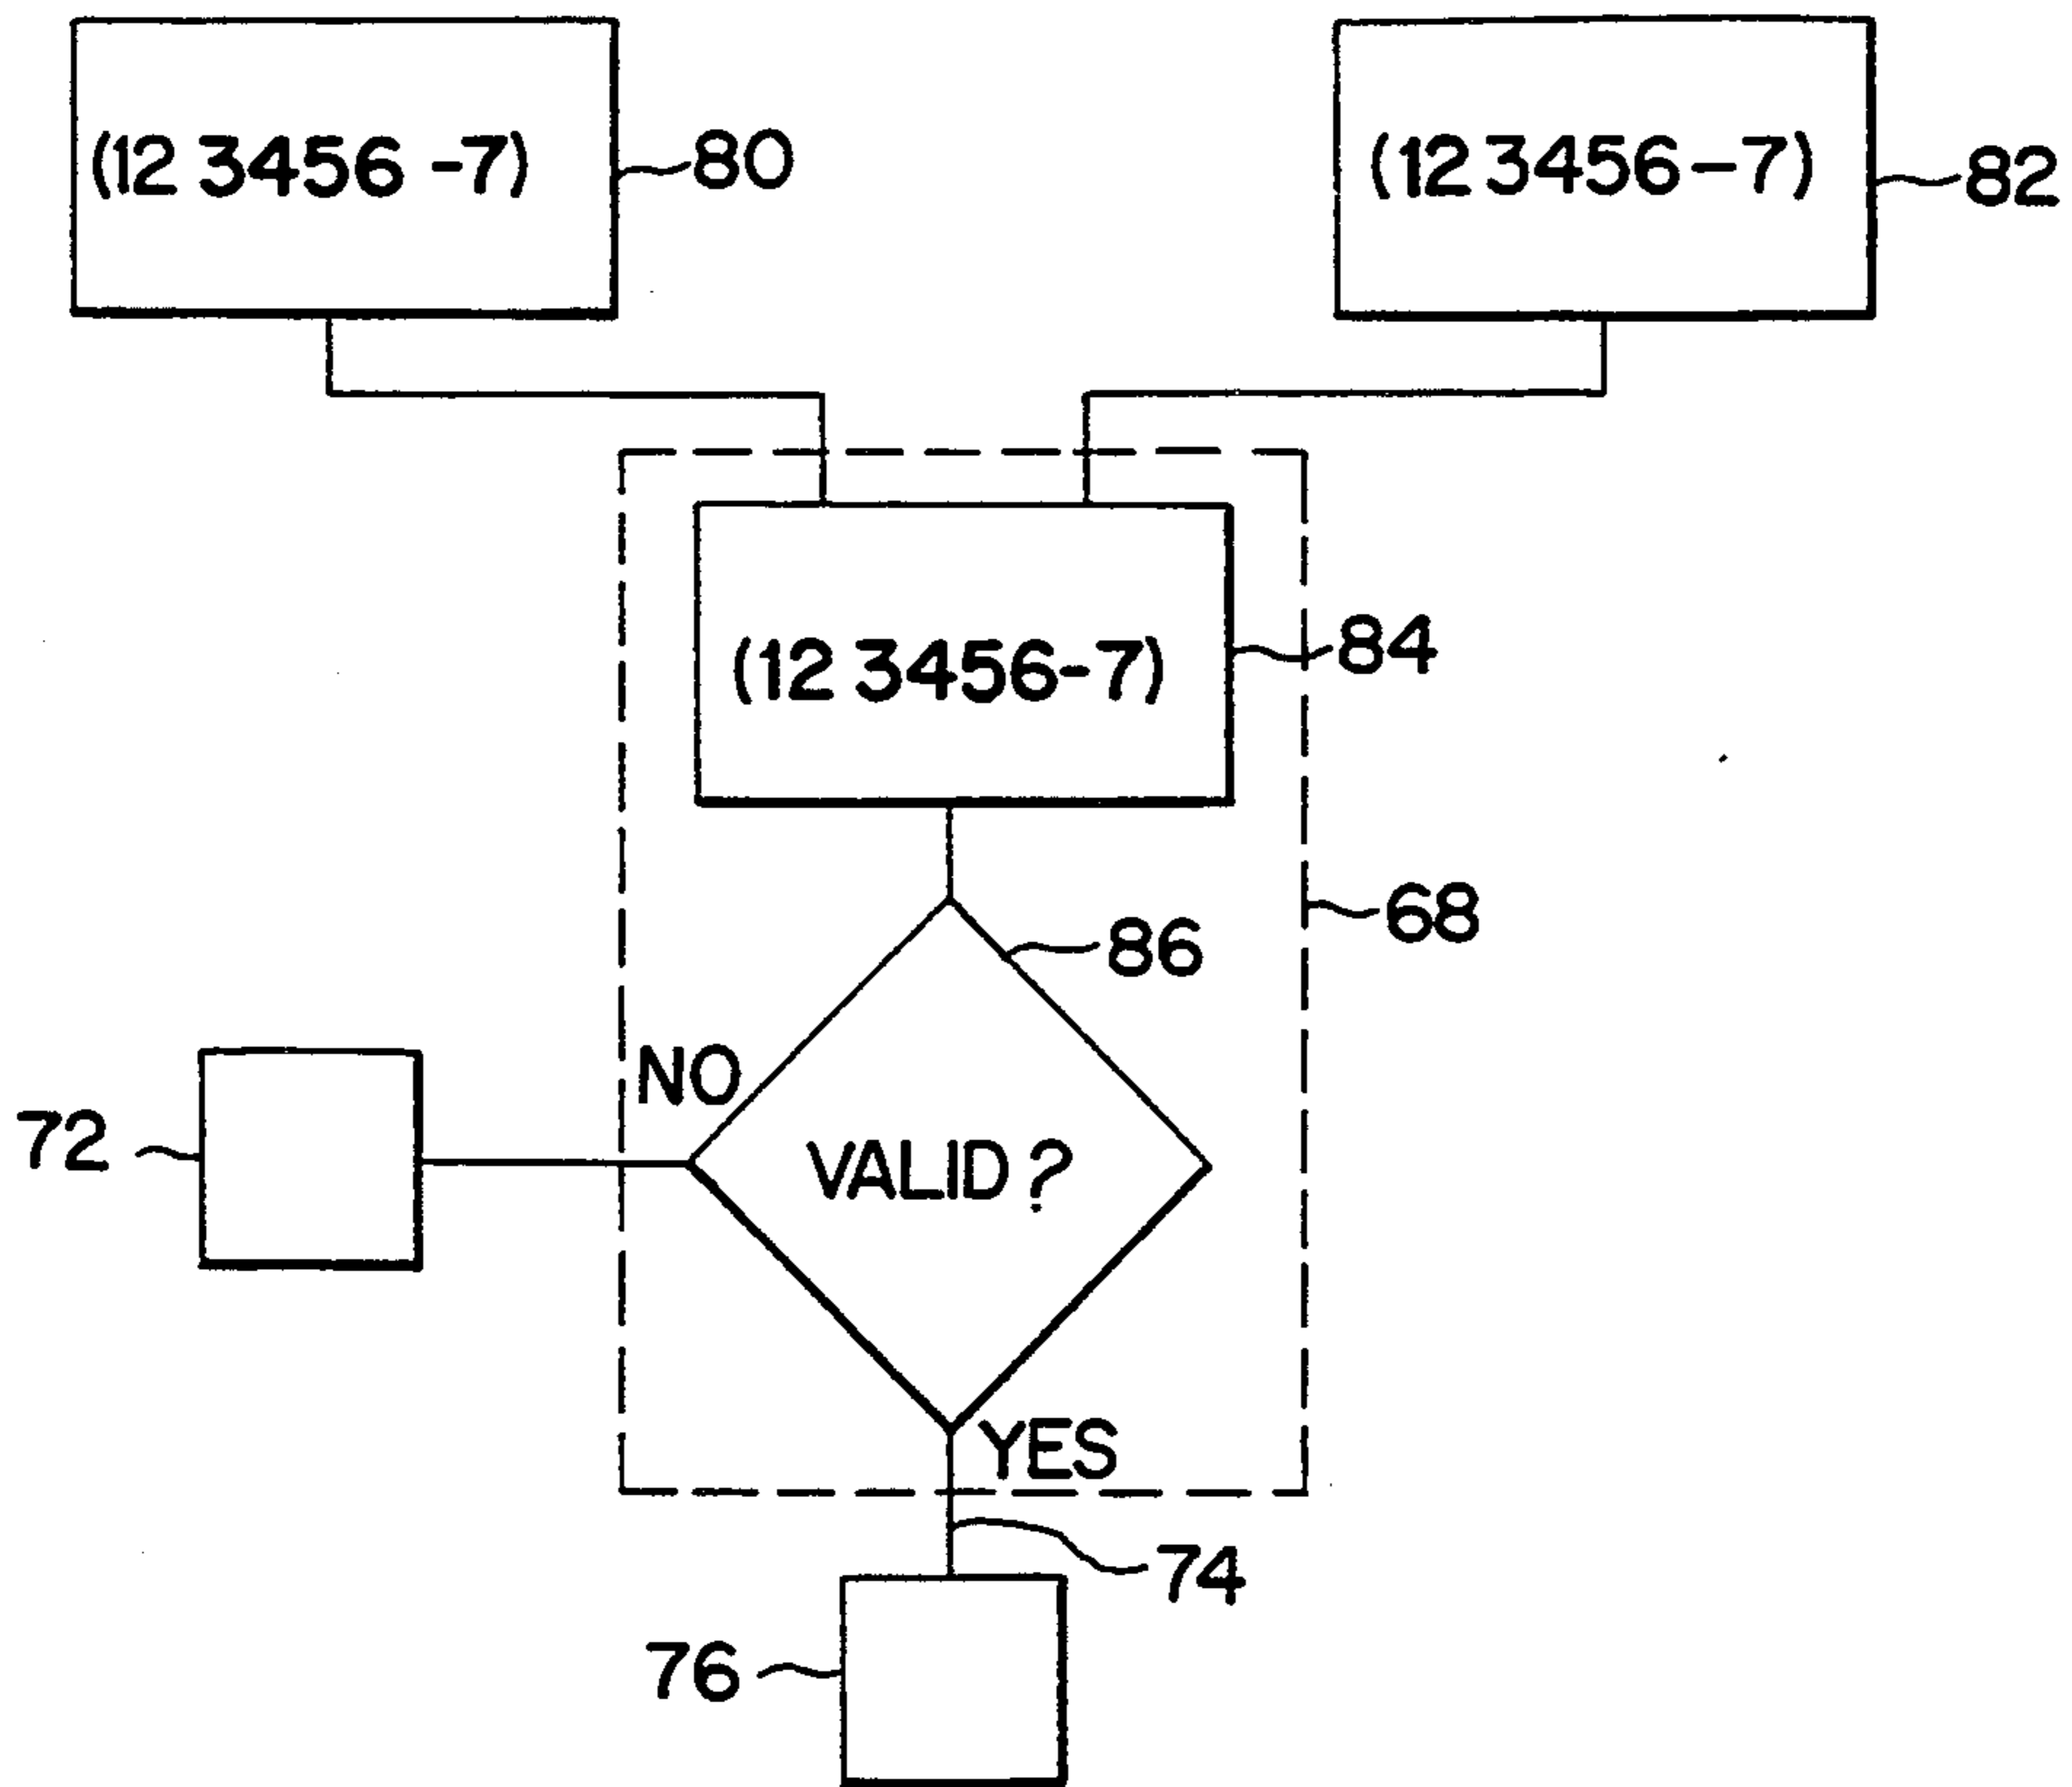 (12 3456 -7)
80
(12 3456-7)
82
(12 3456-7)
84
68
86
NO
VALID?
72
YES
74
76